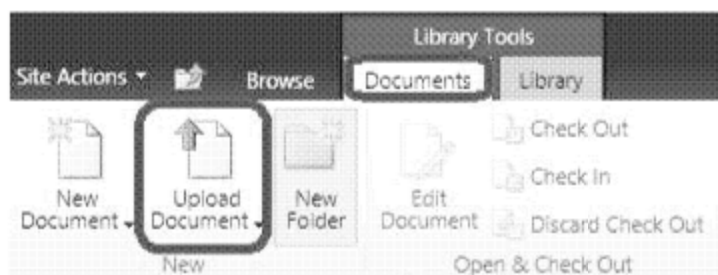 Library Tools
Site Actions Browse Documents Library
New Document
Upload Document
New Folder
Edit Document
Check Out
Check In
Discard Check Out
New
Open & Check Out